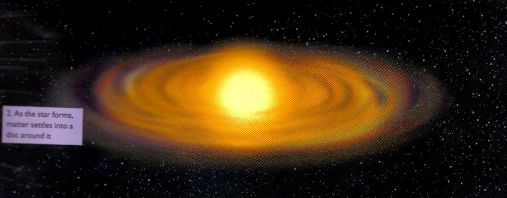 2. As the star forms,
matter settles into a
disc around it